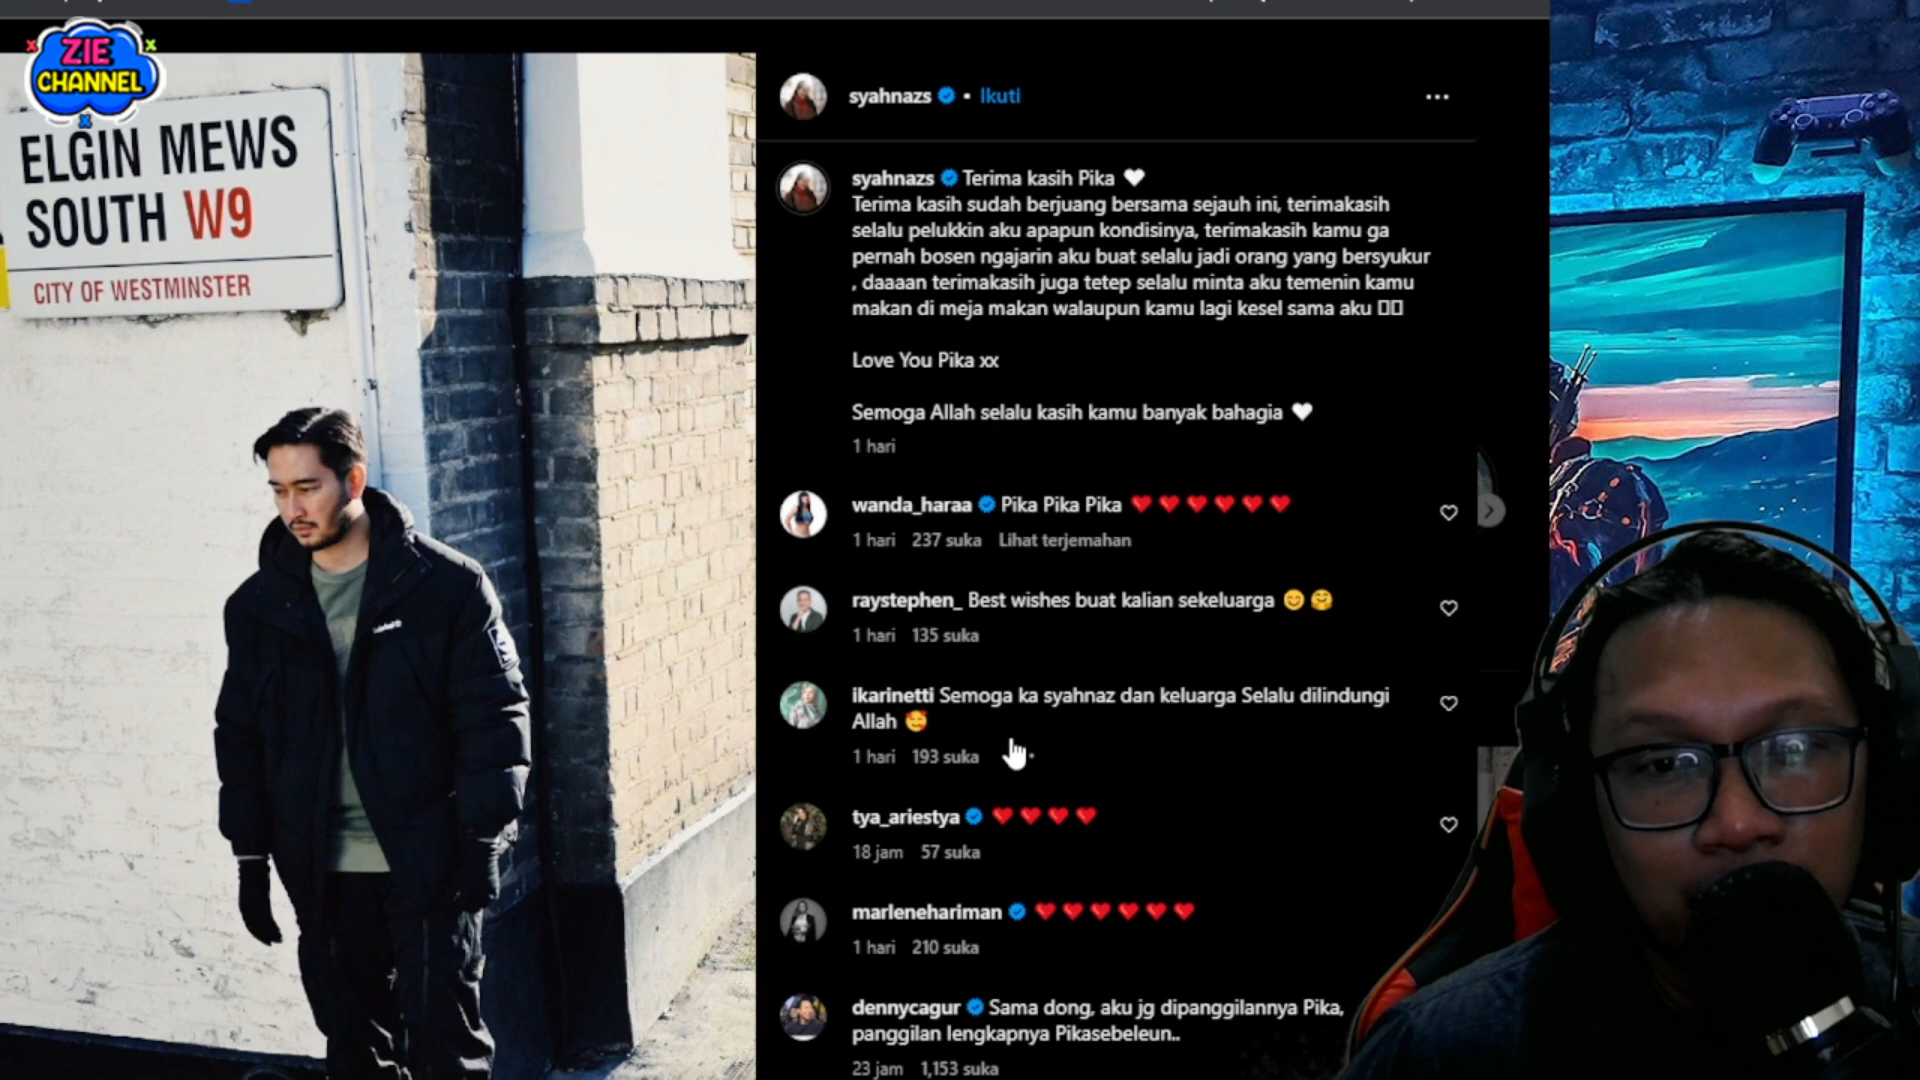 ZIE
CHANNEL
ELGIN MEWS
SOUTH W9
CITY OF WESTMINSTER
syahnazs • Ikuti
syahnazs Terima kasih Pika 🤍
Terima kasih sudah berjuang bersama sejauh ini, terimakasih
selalu pelukkin aku apapun kondisinya, terimakasih kamu ga
pernah bosen ngajarin aku buat selalu jadi orang yang bersyukur
, daaaan terimakasih juga tetep selalu minta aku temenin kamu
makan di meja makan walaupun kamu lagi kesel sama aku
Love You Pika xx
Semoga Allah selalu kasih kamu banyak bahagia 🤍
1 hari
wanda_haraa Pika Pika Pika ❤️❤️❤️❤️❤️❤️
1 hari 237 suka Lihat terjemahan
raystephen_ Best wishes buat kalian sekeluarga 😊🤗
1 hari 135 suka
ikarinetti Semoga ka syahnaz dan keluarga Selalu dilindungi
Allah 🥰
1 hari 193 suka
tya_ariestya ❤️❤️❤️❤️
18 jam 57 suka
marlenehariman ❤️❤️❤️❤️❤️❤️
1 hari 210 suka
dennycagur Sama dong, aku jg dipanggilannya Pika,
panggilan lengkapnya Pikasebeleun..
23 jam 1,153 suka